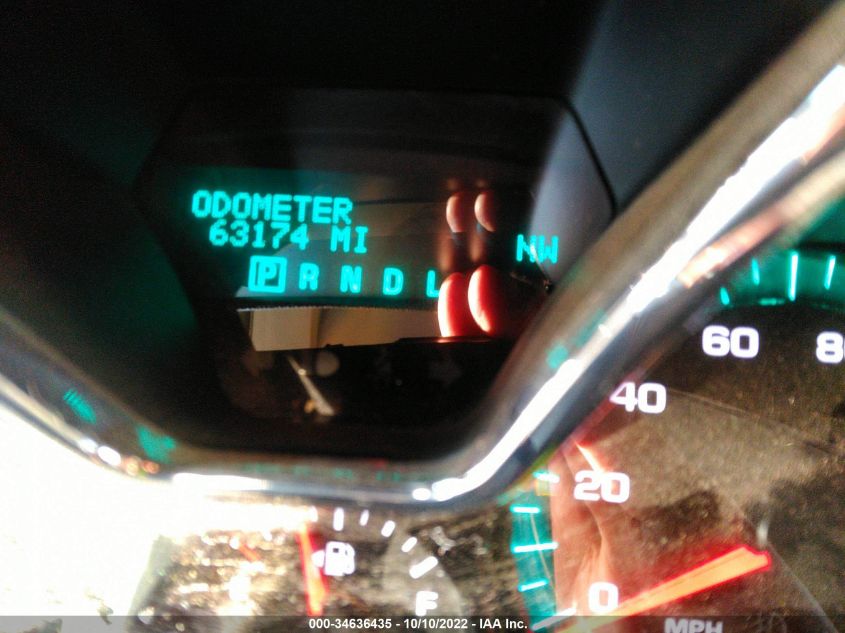 ODOMETER
63174 MI
NW
P R N D L
60
40
20
0
F
MPH
000-34636435 - 10/10/2022 - IAA Inc.